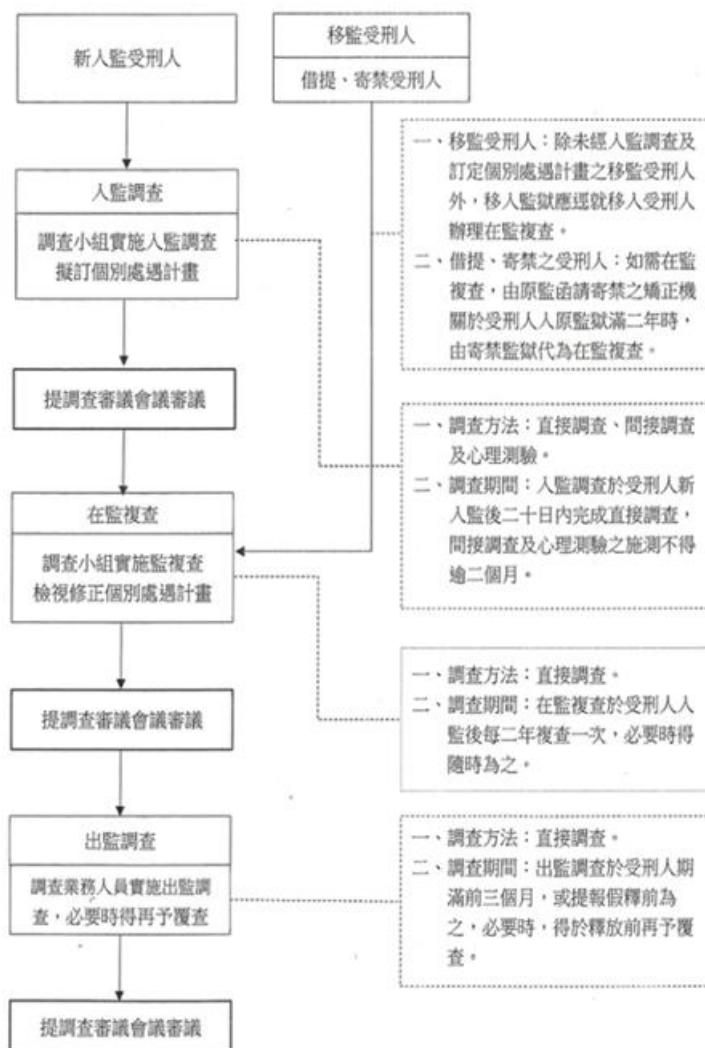 新入監受刑人
移監受刑人
借提、寄禁受刑人
一、移監受刑人：除未經入監調查及
訂定個別處遇計畫之移監受刑人
外，移入監獄應逕就移入受刑人
辦理在監複查。
二、借提、寄禁之受刑人：如需在監
複查，由原監函請寄禁之矯正機
關於受刑人入原監獄滿二年時，
由寄禁監獄代為在監複查。
入監調查
調查小組實施入監調查
擬訂個別處遇計畫
提調查審議會議審議
一、調查方法：直接調查、間接調查
及心理測驗。
二、調查期間：入監調查於受刑人新
入監後二十日內完成直接調查，
間接調查及心理測驗之施測不得
逾二個月。
在監複查
調查小組實施監複查
檢視修正個別處遇計畫
一、調查方法：直接調查。
二、調查期間：在監複查於受刑人入
監後每二年複查一次，必要時得
隨時為之。
提調查審議會議審議
出監調查
調查業務人員實施出監調
查，必要時得再予覆查
一、調查方法：直接調查。
二、調查期間：出監調查於受刑人期
滿前三個月，或提報假釋前為
之，必要時，得於釋放前再予覆
查。
提調查審議會議審議